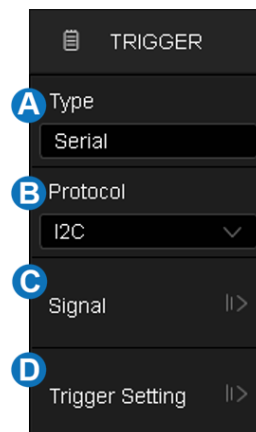 TRIGGER
A
Type
Serial
B
Protocol
I2C
C
Signal
D
Trigger Setting